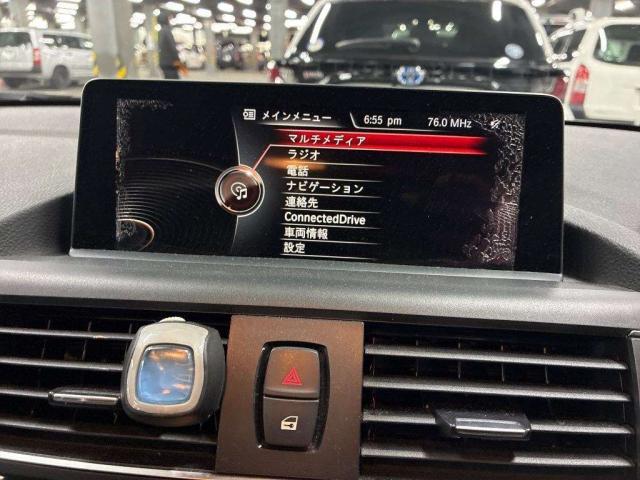 メインメニュー 6:55 pm 76.0 MHz
マルチメディア
ラジオ
電話
ナビゲーション
連絡先
ConnectedDrive
車両情報
設定